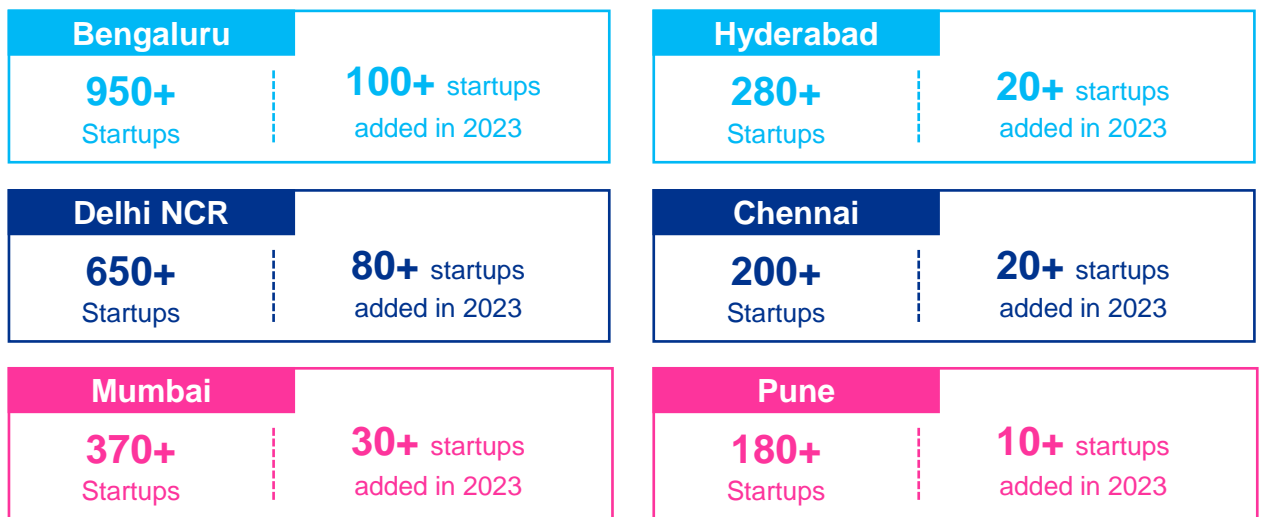 Bengaluru
950+
Startups
100+ startups
added in 2023
Hyderabad
280+
Startups
20+ startups
added in 2023
Delhi NCR
650+
Startups
80+ startups
added in 2023
Chennai
200+
Startups
20+ startups
added in 2023
Mumbai
370+
Startups
30+ startups
added in 2023
Pune
180+
Startups
10+ startups
added in 2023